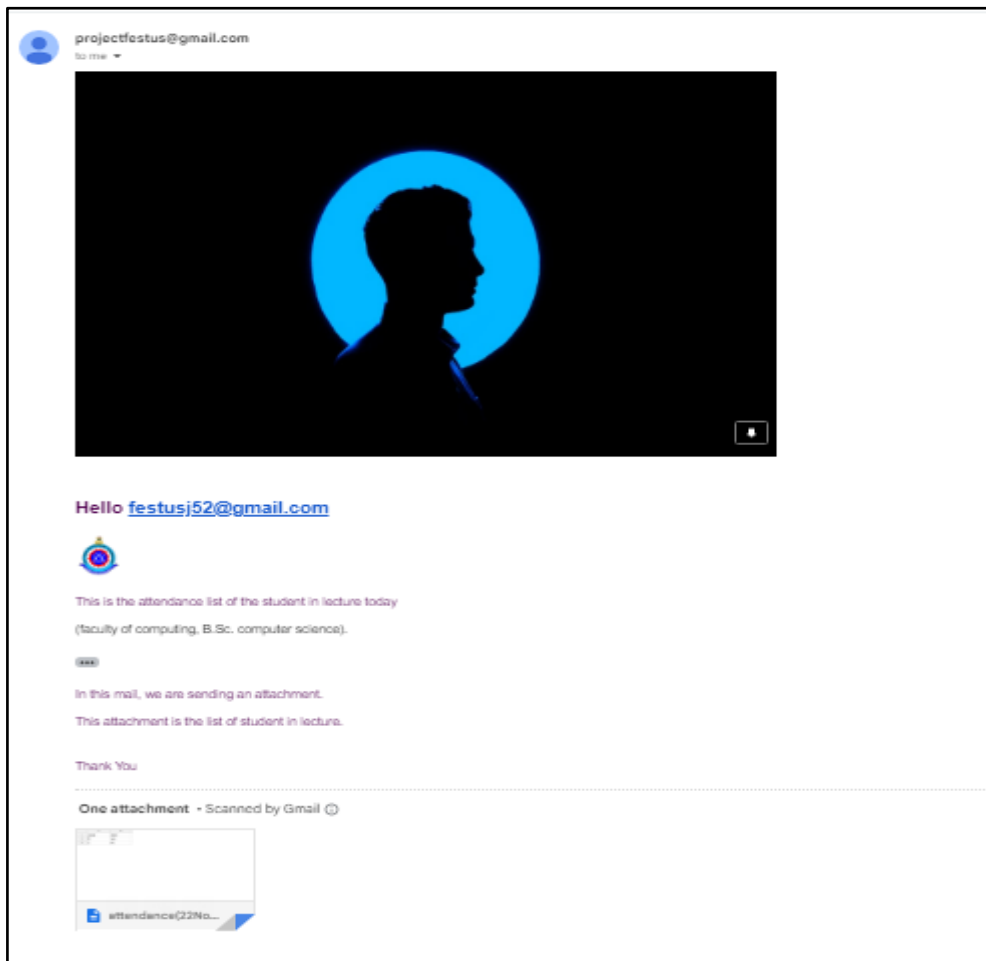 projectfestus@gmail.com
to me
Hello festusj52@gmail.com
This is the attendance list of the student in lecture today
(faculty of computing, B.Sc. computer science).
In this mail, we are sending an attachment.
This attachment is the list of student in lecture.
Thank You
One attachment • Scanned by Gmail
attendance(22No...